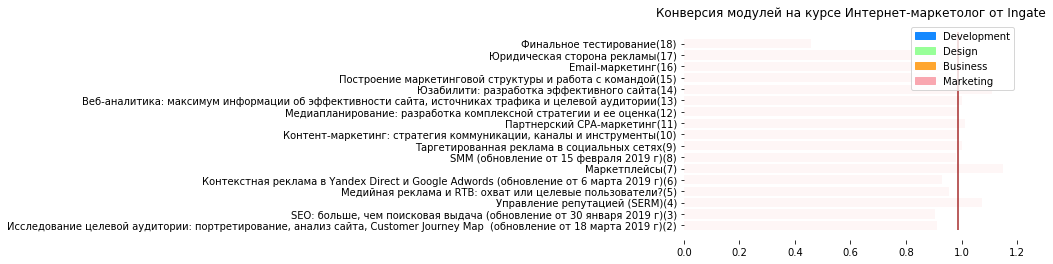 Конверсия модулей на курсе Интернет-маркетолог от Ingate
Development
Design
Business
Marketing
Финальное тестирование(18)
Юридическая сторона рекламы(17)
Email-маркетинг(16)
Построение маркетинговой структуры и работа с командой(15)
Юзабилити: разработка эффективного сайта(14)
Веб-аналитика: максимум информации об эффективности сайта, источниках трафика и целевой аудитории(13)
Медиапланирование: разработка комплексной стратегии и ее оценка(12)
Партнерский CPA-маркетинг(11)
Контент-маркетинг: стратегия коммуникации, каналы и инструменты(10)
Таргетированная реклама в социальных сетях(9)
SMM (обновление от 15 февраля 2019 г)(8)
Маркетплейсы(7)
Контекстная реклама в Yandex Direct и Google Adwords (обновление от 6 марта 2019 г)(6)
Медийная реклама и RTB: охват или целевые пользователи?(5)
Управление репутацией (SERM)(4)
SEO: больше, чем поисковая выдача (обновление от 30 января 2019 г)(3)
Исследование целевой аудитории: портретирование, анализ сайта, Customer Journey Map  (обновление от 18 марта 2019 г)(2)
0.0 0.2 0.4 0.6 0.8 1.0 1.2